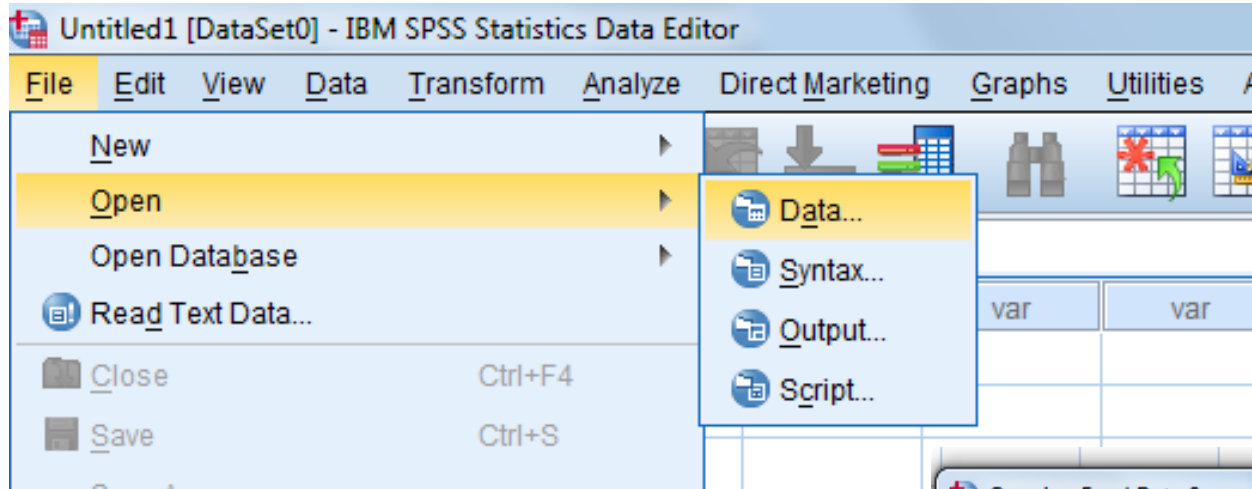 Untitled1 [DataSet0] - IBM SPSS Statistics Data Editor
File Edit View Data Transform Analyze Direct Marketing Graphs Utilities
New
Open
Open Database
Read Text Data...
Close Ctrl+F4
Save Ctrl+S
Data...
Syntax...
Output...
Script...
var var